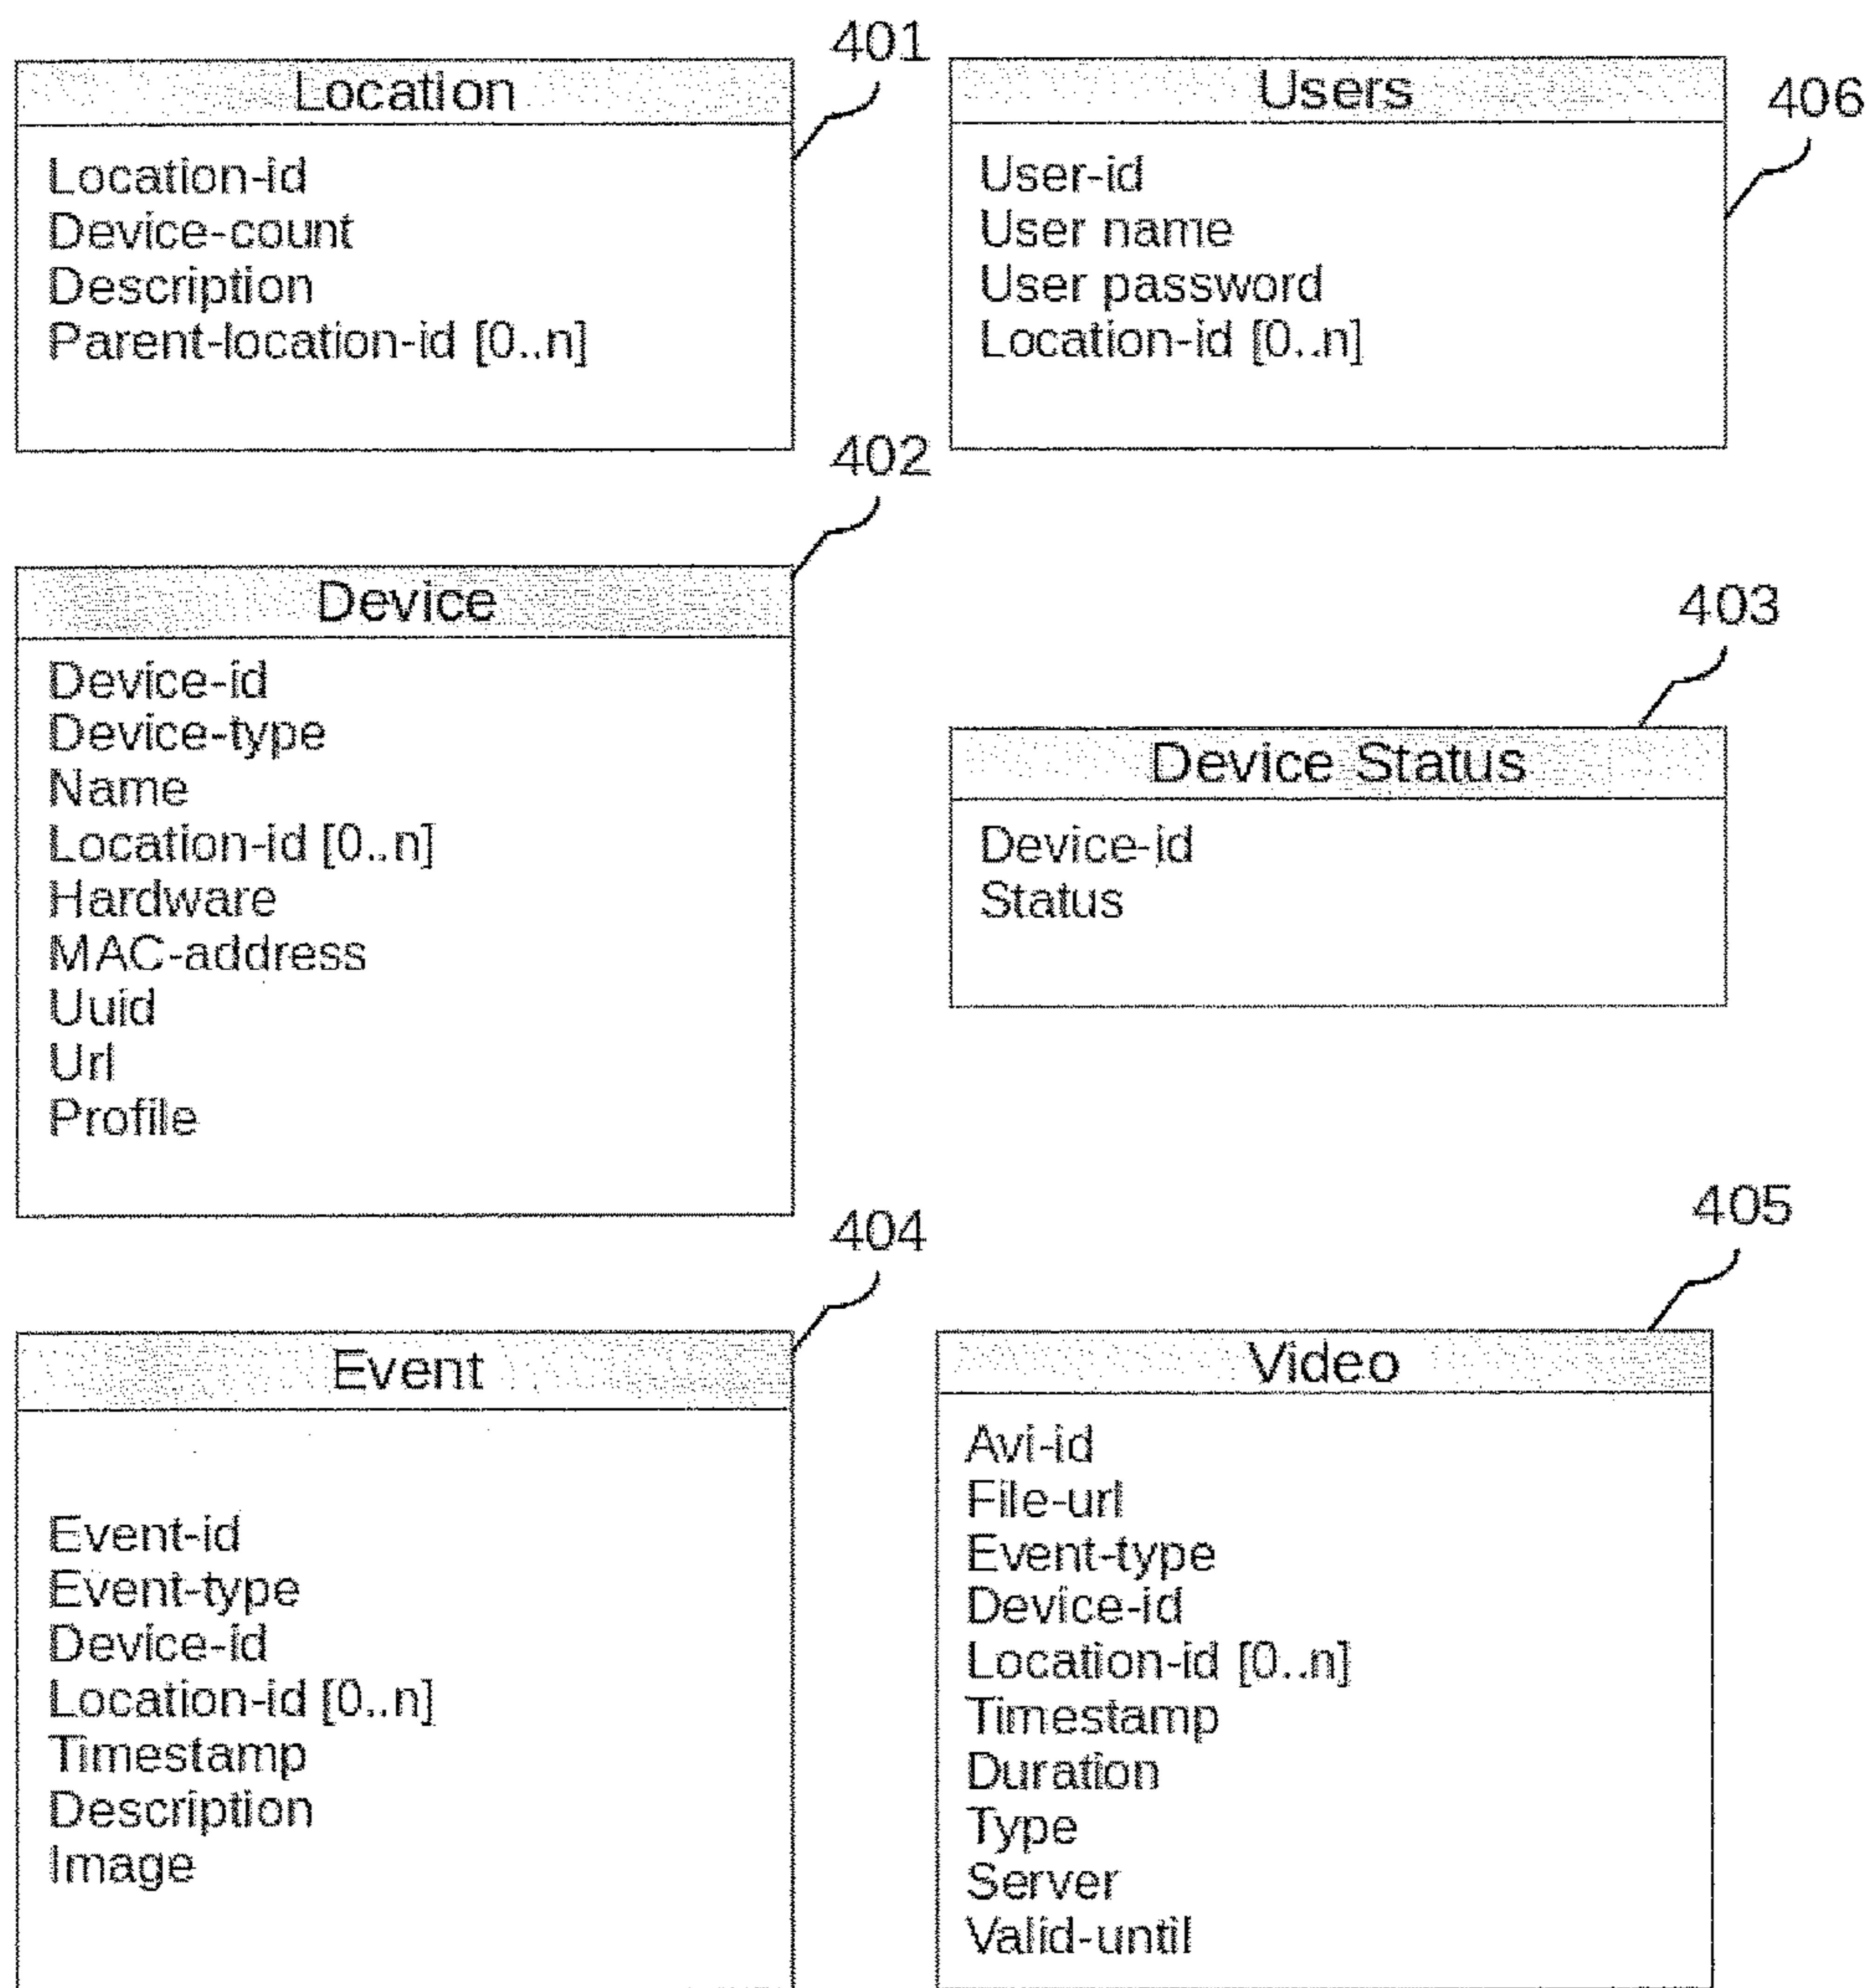 401
Location
Location-id
Device-count
Description
Parent-location-id [0..n]
Users
406
User-id
User name
User password
Location-id [0..n]
402
Device
Device-id
Device-type
Name
Location-id [0..n]
Hardware
MAC-address
Uuid
Url
Profile
403
Device Status
Device-id
Status
404
Event
Event-id
Event-type
Device-id
Location-id [0..n]
Timestamp
Description
Image
405
Video
Avi-id
File-url
Event-type
Device-id
Location-id [0..n]
Timestamp
Duration
Type
Server
Valid-until